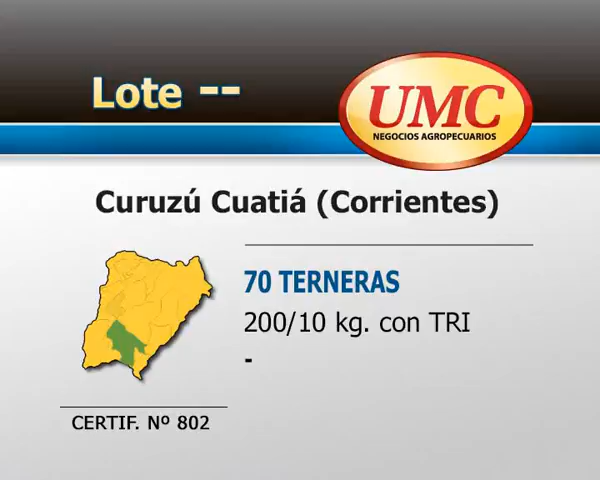 Lote --
UMC
NEGOCIOS AGROPECUARIOS
Curuzú Cuatiá (Corrientes)
70 TERNERAS
200/10 kg. con TRI
-
CERTIF. Nº 802